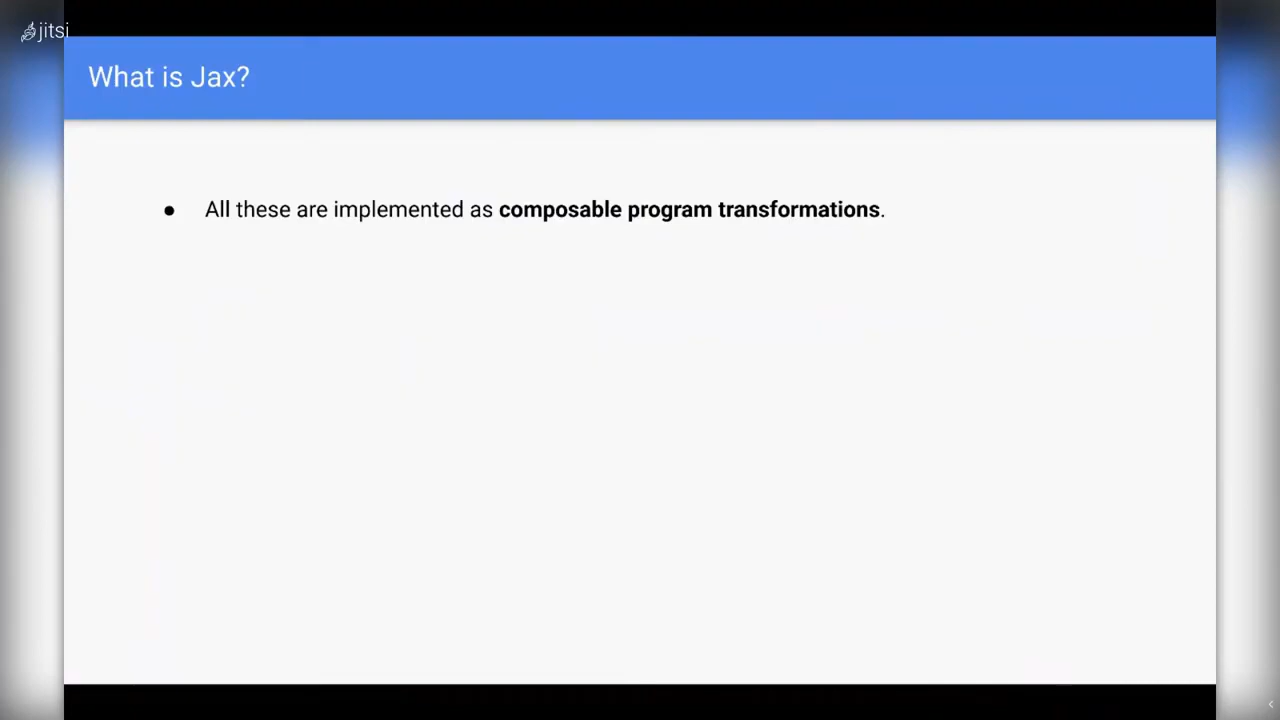 jitsi
What is Jax?
● All these are implemented as composable program transformations.